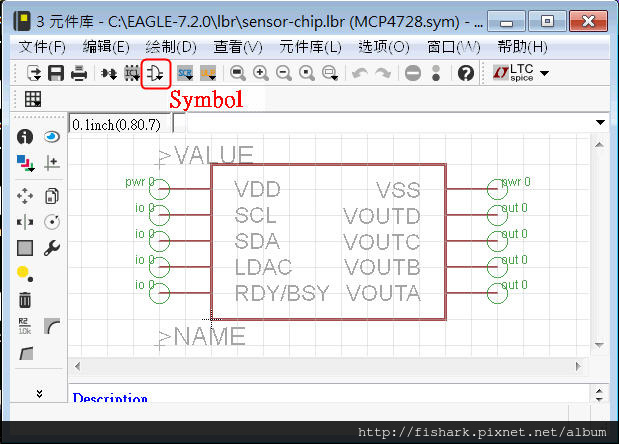 3 元件库 - C:\EAGLE-7.2.0\lbr\sensor-chip.lbr (MCP4728.sym) - ...
文件(F) 编辑(E) 绘制(D) 查看(V) 元件库(L) 选项(O) 窗口(W) 帮助(H)
SCR LTC spice
Symbol
0.1inch(0.80.7)
>VALUE
pwr 0 VDD VSS pwr 0
io 0 SCL VOUTD out 0
io 0 SDA VOUTC out 0
io 0 LDAC VOUTB out 0
io 0 RDY/BSY VOUTA out 0
R2
10k
>NAME
Description
http://fishark.pixnet.net/album